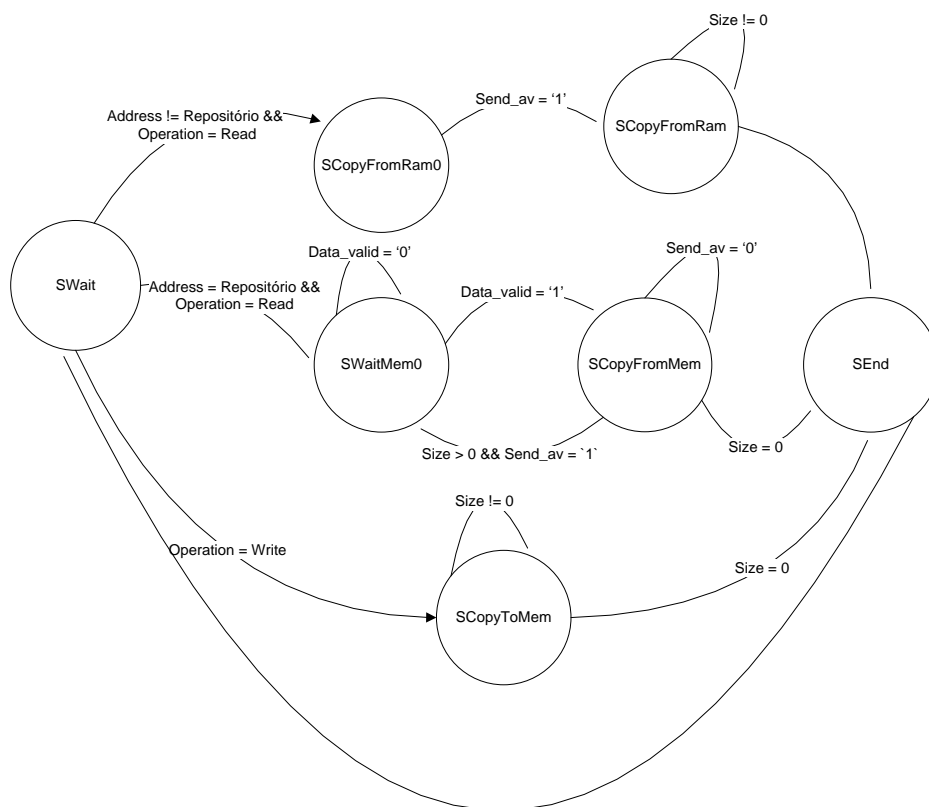 Size != 0
Send_av = ‘1’
Address != Repositório &&
Operation = Read
SCopyFromRam
SCopyFromRam0
Data_valid = ‘0’
Send_av = ‘0’
SWait
Address = Repositório &&
Operation = Read
Data_valid = ‘1’
SWaitMem0
SCopyFromMem
SEnd
Size > 0 && Send_av = `1`
Size = 0
Size != 0
Operation = Write
Size = 0
SCopyToMem